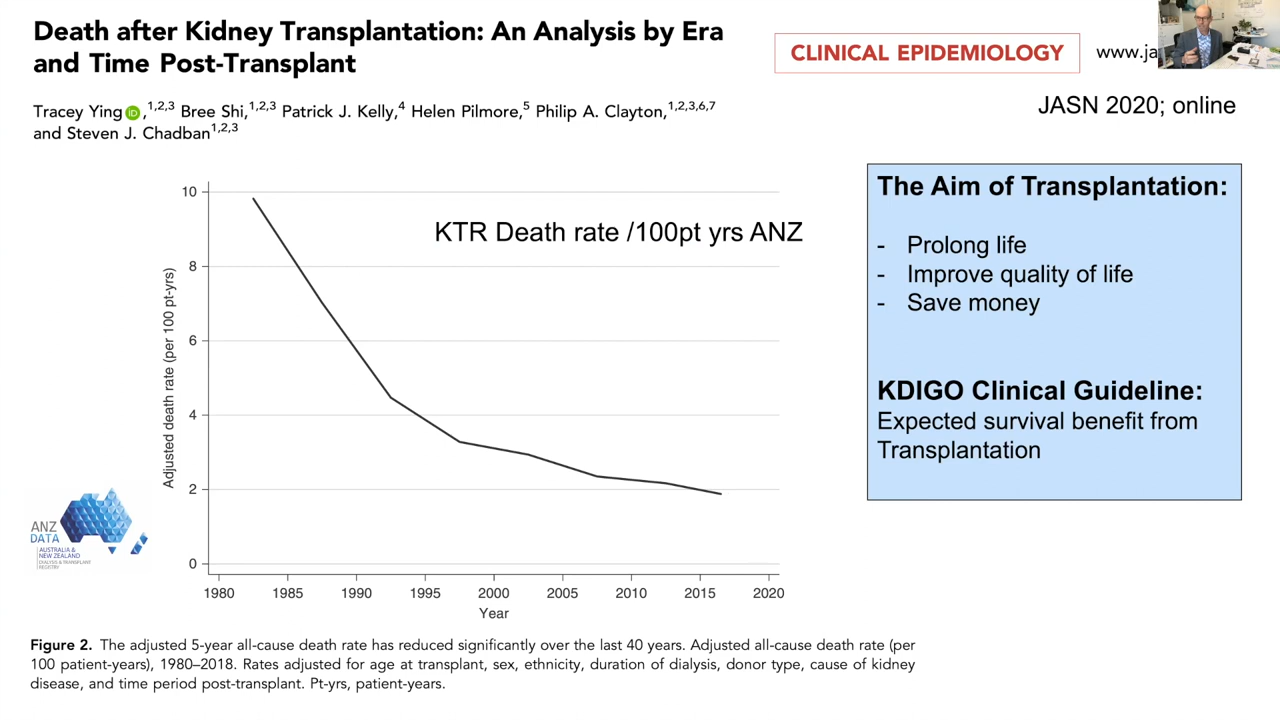 Death after Kidney Transplantation: An Analysis by Era
and Time Post-Transplant
CLINICAL EPIDEMIOLOGY
www.ja
Tracey Ying iD,1,2,3 Bree Shi,1,2,3 Patrick J. Kelly,4 Helen Pilmore,5 Philip A. Clayton,1,2,3,6,7
and Steven J. Chadban1,2,3
JASN 2020; online
KTR Death rate /100pt yrs ANZ
Adjusted death rate (per 100 pt-yrs)
10
8
6
4
2
0
1980 1985 1990 1995 2000 2005 2010 2015 2020
Year
The Aim of Transplantation:
- Prolong life
- Improve quality of life
- Save money
KDIGO Clinical Guideline:
Expected survival benefit from
Transplantation
ANZ
DATA
AUSTRALIA &
NEW ZEALAND
DIALYSIS & TRANSPLANT
REGISTRY
Figure 2. The adjusted 5-year all-cause death rate has reduced significantly over the last 40 years. Adjusted all-cause death rate (per
100 patient-years), 1980–2018. Rates adjusted for age at transplant, sex, ethnicity, duration of dialysis, donor type, cause of kidney
disease, and time period post-transplant. Pt-yrs, patient-years.